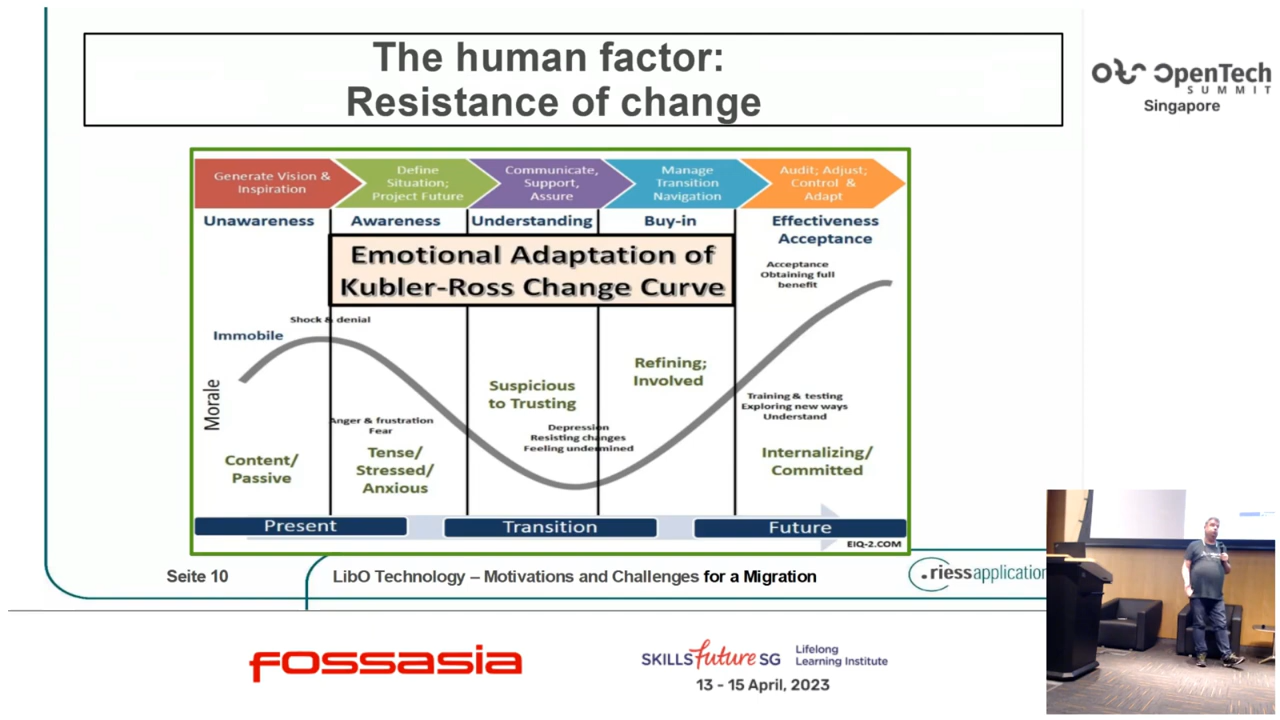 The human factor:
Resistance of change
OpenTech
SUMMIT
Singapore
Generate Vision &
Inspiration
Define
Situation;
Project Future
Communicate,
Support,
Assure
Manage
Transition
Navigation
Audit; Adjust;
Control &
Adapt
Unawareness
Awareness
Understanding
Buy-in
Effectiveness
Acceptance
Emotional Adaptation of
Kubler-Ross Change Curve
Acceptance
Obtaining full
benefit
Shock & denial
Immobile
Morale
Refining;
Involved
Suspicious
to Trusting
Training & testing
Exploring new ways
Understand
Anger & frustration
Fear
Depression
Resisting changes
Feeling undermined
Content/
Passive
Tense/
Stressed/
Anxious
Internalizing/
Committed
Present
Transition
Future
EIQ-2.COM
Seite 10
LibO Technology – Motivations and Challenges for a Migration
.riessapplication
FOSSASIA
SKILLS future SG
Lifelong
Learning Institute
13 - 15 April, 2023